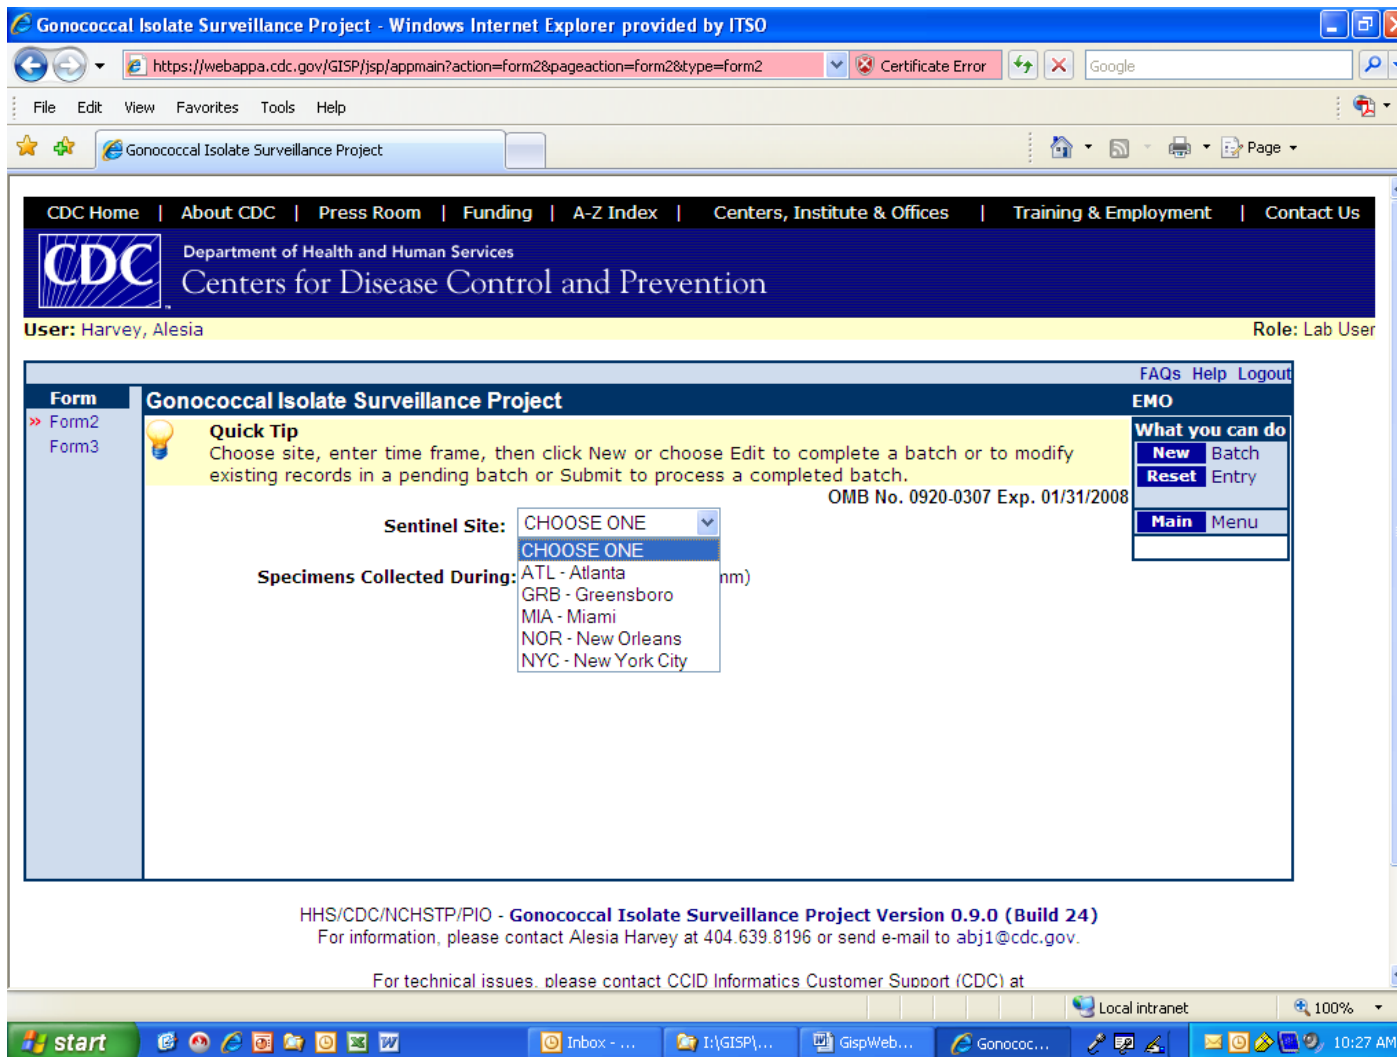 Gonococcal Isolate Surveillance Project - Windows Internet Explorer provided by ITSO
https://webappa.cdc.gov/GISP/jsp/appmain?action=form2&pageaction=form2&type=form2 Certificate Error Google
File Edit View Favorites Tools Help
Gonococcal Isolate Surveillance Project Page
CDC Home | About CDC | Press Room | Funding | A-Z Index | Centers, Institute & Offices | Training & Employment | Contact Us
CDC Department of Health and Human Services
Centers for Disease Control and Prevention
User: Harvey, Alesia Role: Lab User
FAQs Help Logout
Form Gonococcal Isolate Surveillance Project EMO
» Form2 Quick Tip What you can do
Form3 Choose site, enter time frame, then click New or choose Edit to complete a batch or to modify New Batch
existing records in a pending batch or Submit to process a completed batch. Reset Entry
OMB No. 0920-0307 Exp. 01/31/2008
Sentinel Site: CHOOSE ONE Main Menu
CHOOSE ONE
Specimens Collected During: ATL - Atlanta mm)
GRB - Greensboro
MIA - Miami
NOR - New Orleans
NYC - New York City
HHS/CDC/NCHSTP/PIO - Gonococcal Isolate Surveillance Project Version 0.9.0 (Build 24)
For information, please contact Alesia Harvey at 404.639.8196 or send e-mail to abj1@cdc.gov.
For technical issues, please contact CCID Informatics Customer Support (CDC) at
Local intranet 100%
start Inbox - ... I:\GISP\... GispWeb... Gonococ... 10:27 AM